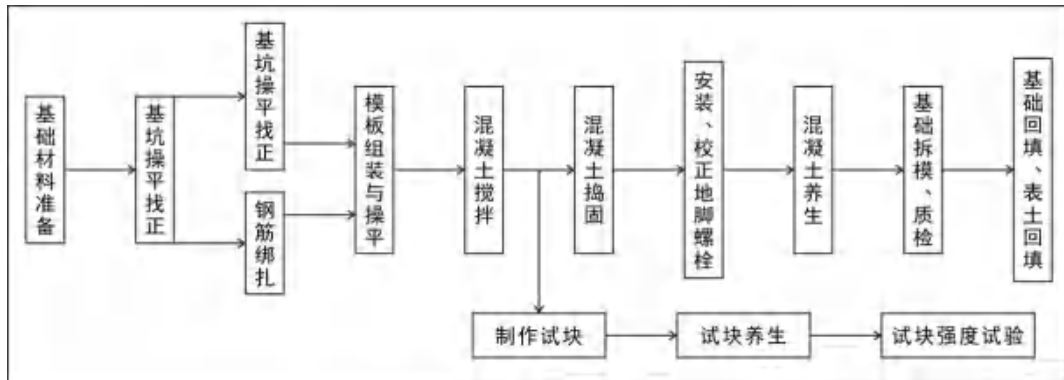 基础材料准备
基坑操平找正
基坑操平找正
钢筋绑扎
模板组装与操平
混凝土搅拌
混凝土捣固
安装、校正地脚螺栓
混凝土养生
基础拆模、质检
基础回填、表土回填
制作试块
试块养生
试块强度试验